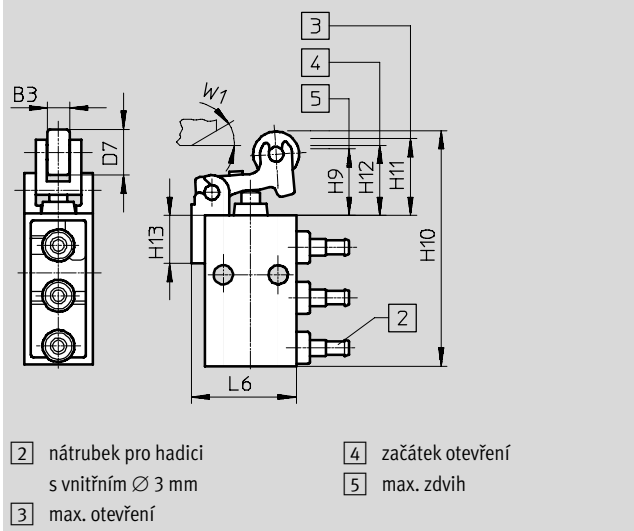 3
4
5
B3
W1
D7
H9
H12
H11
H10
H13
2
L6
2 nátrubek pro hadici
s vnitřním ∅ 3 mm
3 max. otevření
4 začátek otevření
5 max. zdvih